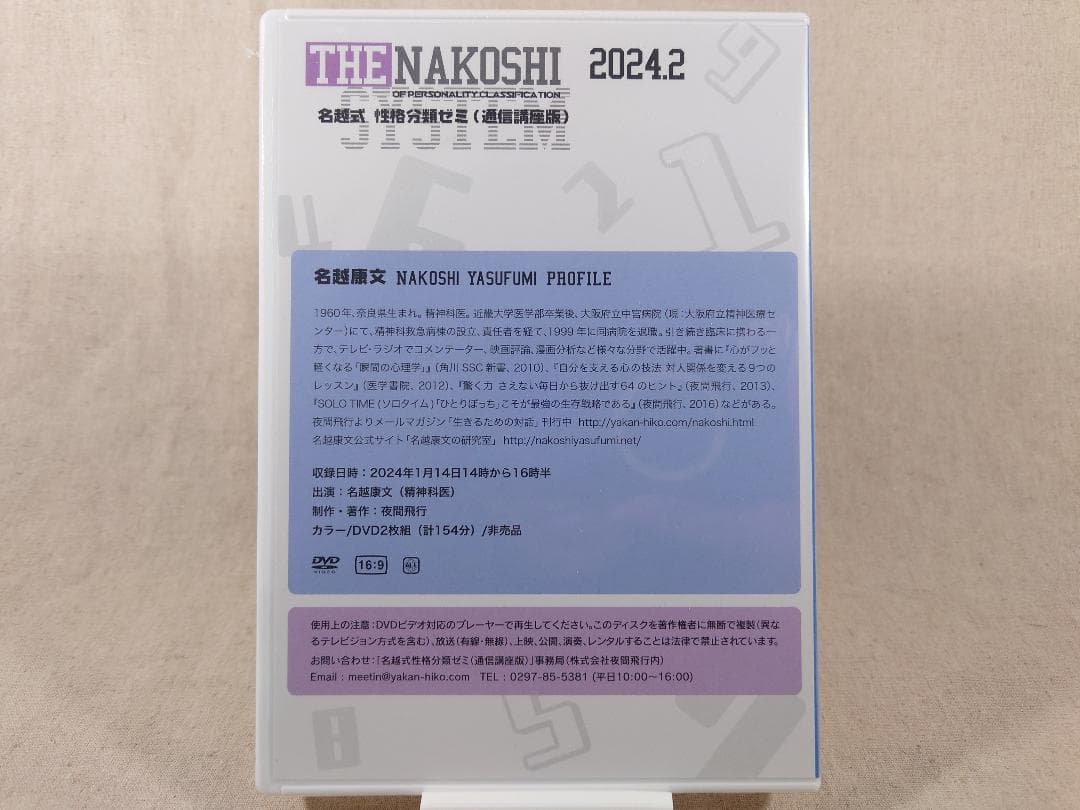 THE NAKOSHI 2024.2
OF PERSONALITY CLASSIFICATION
SYSTEM
名越式 性格分類ゼミ(通信講座版)
9
4
2
1
名越康文 NAKOSHI YASUFUMI PROFILE
1960年、奈良県生まれ。精神科医。近畿大学医学部卒業後、大阪府立中宮病院(現:大阪府立精神医療セ
ンター)にて、精神科救急病棟の設立、責任者を経て、1999年に同病院を退職。引き続き臨床に携わる一
方で、テレビ・ラジオでコメンテーター、映画評論、漫画分析など様々な分野で活躍中。著書に『心がフッと
軽くなる「瞬間の心理学」』(角川SSC新書、2010)、『自分を支える心の技法 対人関係を変える9つの
レッスン』(医学書院、2012)、『驚く力 さえない毎日から抜け出す64のヒント』(夜間飛行、2013)、
『SOLO TIME (ソロタイム)「ひとりぼっち」こそが最強の生存戦略である』(夜間飛行、2016)などがある。
夜間飛行よりメールマガジン「生きるための対話」刊行中 http://yakan-hiko.com/nakoshi.html
名越康文公式サイト「名越康文の研究室」 http://nakoshiyasufumi.net/
収録日時:2024年1月14日14時から16時半
出演:名越康文(精神科医)
制作・著作:夜間飛行
カラー/DVD2枚組(計154分)/非売品
DVD VIDEO 16:9
使用上の注意:DVDビデオ対応のプレーヤーで再生してください。このディスクを著作権者に無断で複製(異な
るテレビジョン方式を含む)、放送(有線・無線)、上映、公開、演奏、レンタルすることは法律で禁止されています。
お問い合わせ:「名越式性格分類ゼミ(通信講座版)」事務局(株式会社夜間飛行内)
Email : meetin@yakan-hiko.com TEL : 0297-85-5381 (平日10:00~16:00)
8
5
7